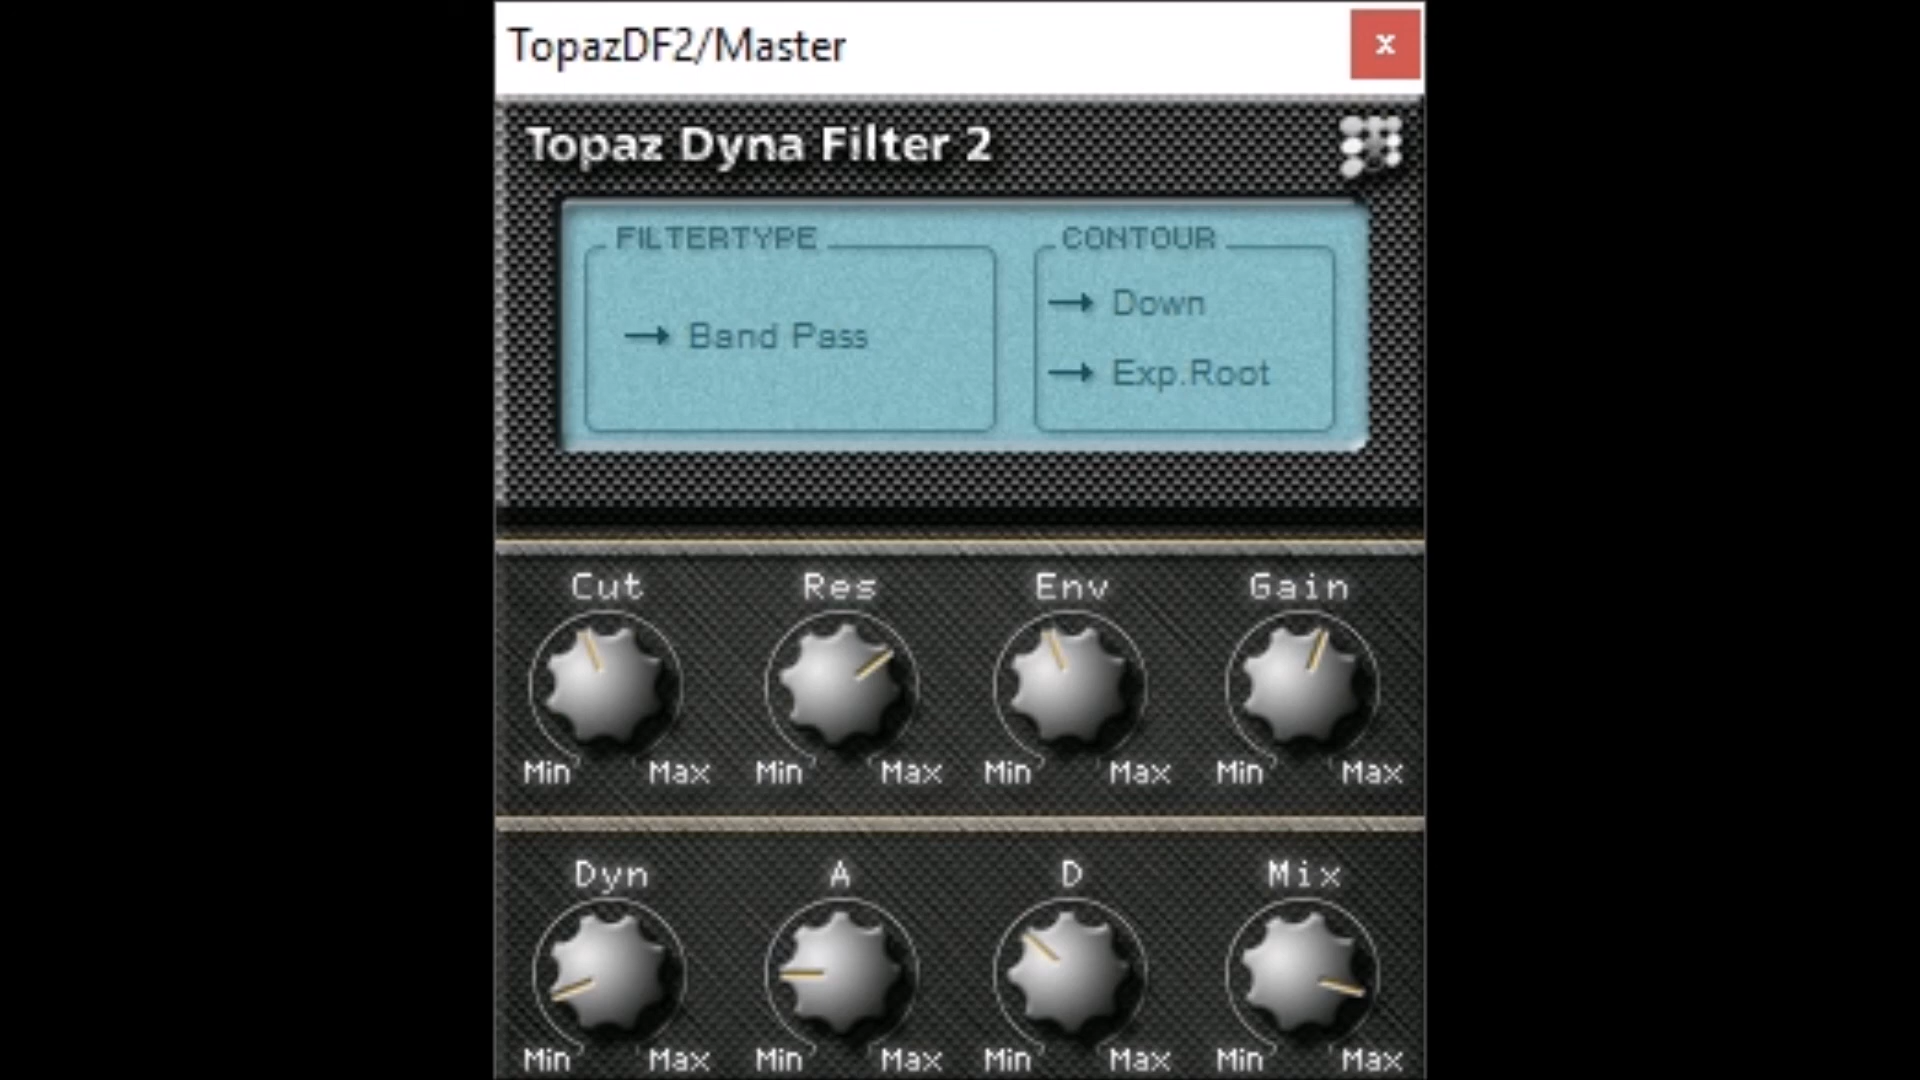 TopazDF2/Master x
Topaz Dyna Filter 2
FILTERTYPE CONTOUR
→ Band Pass
→ Down
→ Exp.Root
Cut Res Env Gain
Min Max Min Max Min Max Min Max
Dyn A D Mix
Min Max Min Max Min Max Min Max